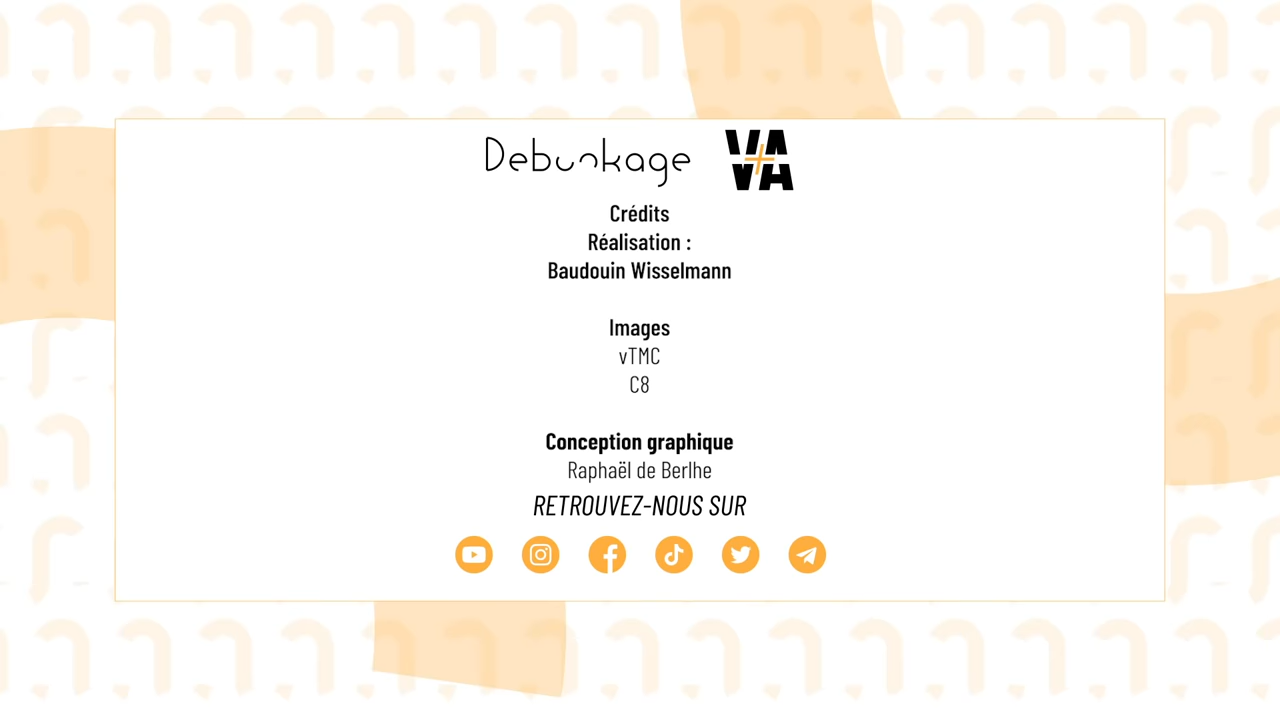 Debunkage V+A
Crédits
Réalisation :
Baudouin Wisselmann
Images
vTMC
C8
Conception graphique
Raphaël de Berlhe
RETROUVEZ-NOUS SUR